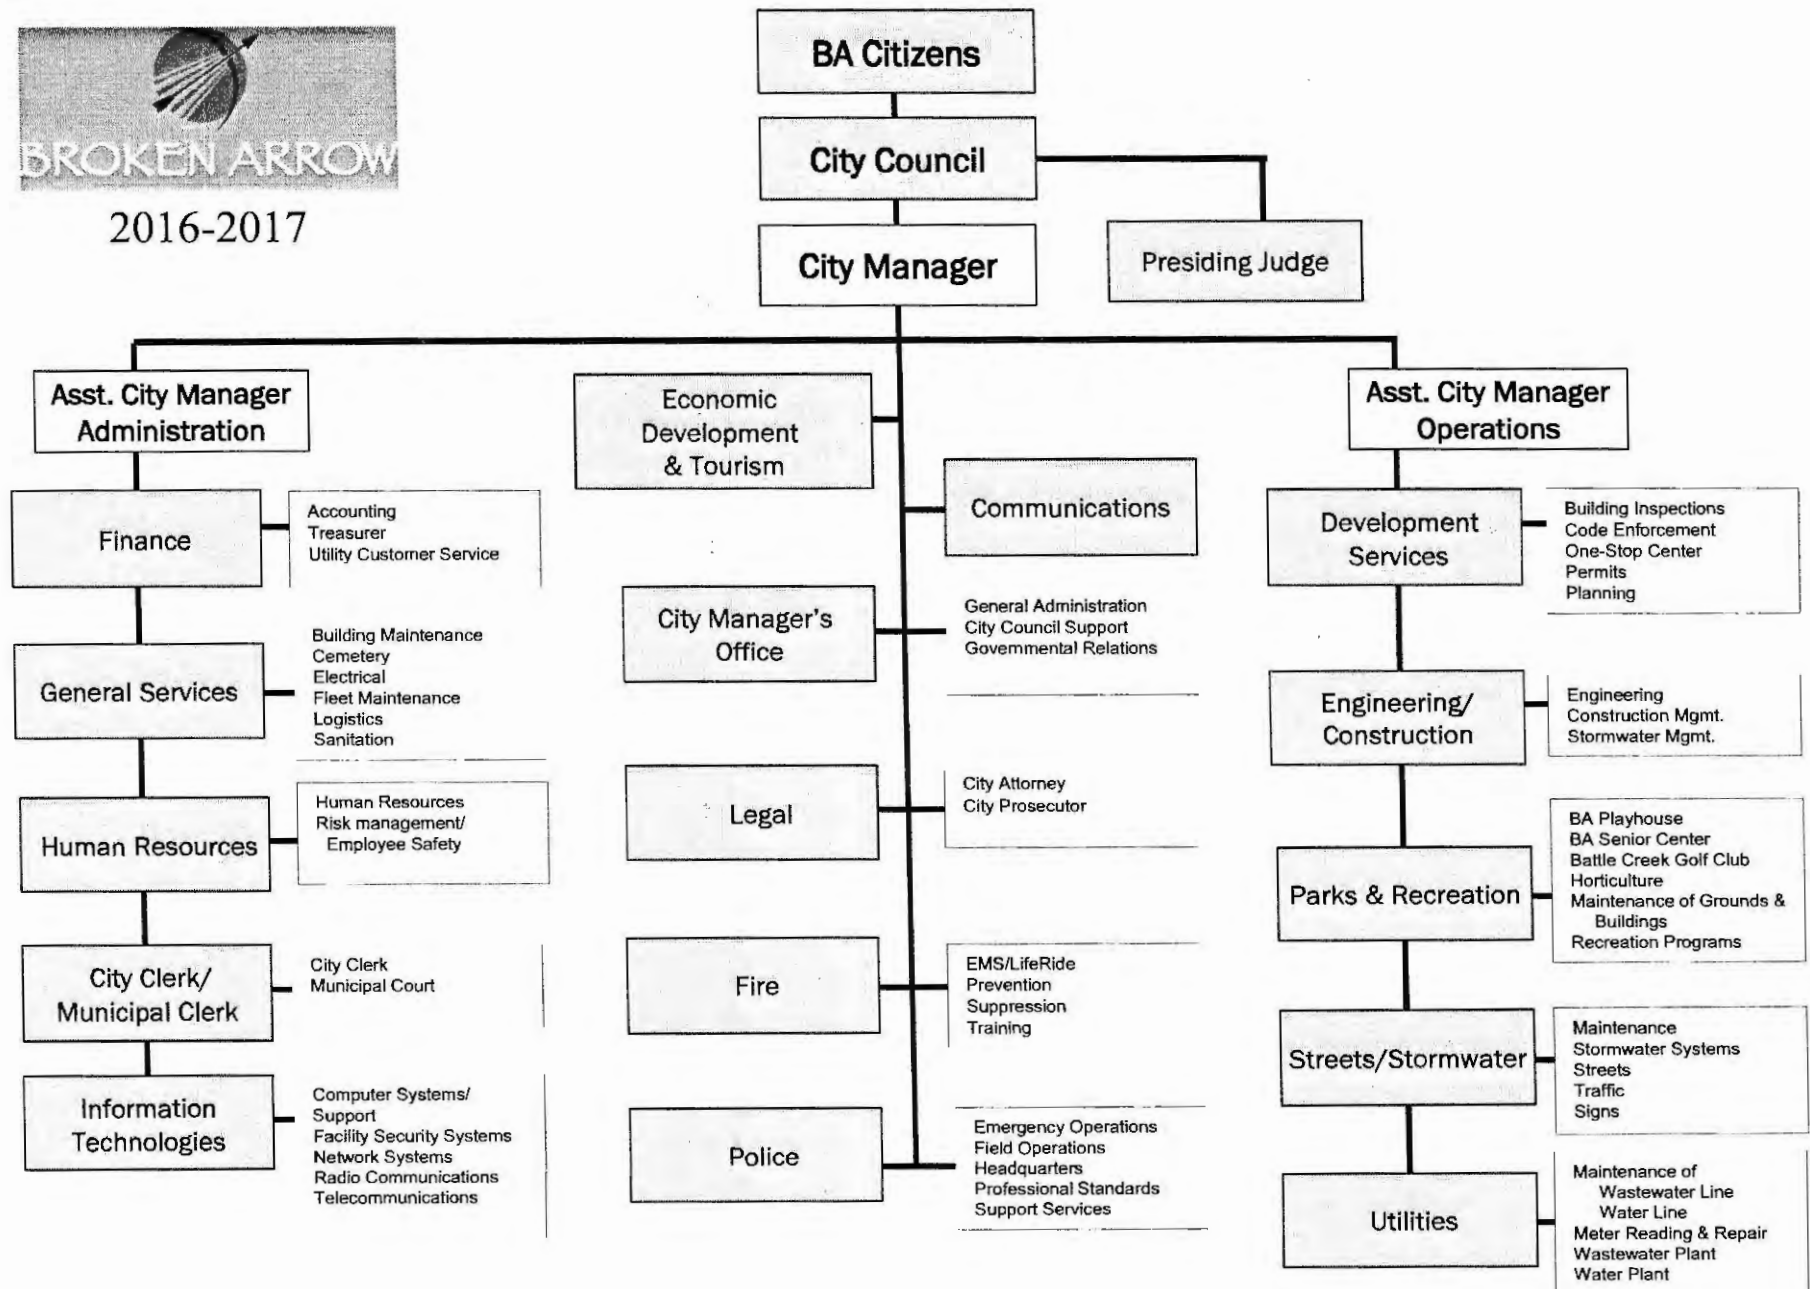 BROKEN ARROW
2016-2017
BA Citizens
City Council
City Manager
Presiding Judge
Asst. City Manager
Administration
Finance
Accounting
Treasurer
Utility Customer Service
General Services
Building Maintenance
Cemetery
Electrical
Fleet Maintenance
Logistics
Sanitation
Human Resources
Human Resources
Risk management/
Employee Safety
City Clerk/
Municipal Clerk
City Clerk
Municipal Court
Information
Technologies
Computer Systems/
Support
Facility Security Systems
Network Systems
Radio Communications
Telecommunications
Economic
Development
& Tourism
Communications
City Manager's
Office
General Administration
City Council Support
Governmental Relations
Legal
City Attorney
City Prosecutor
Fire
EMS/LifeRide
Prevention
Suppression
Training
Police
Emergency Operations
Field Operations
Headquarters
Professional Standards
Support Services
Asst. City Manager
Operations
Development
Services
Building Inspections
Code Enforcement
One-Stop Center
Permits
Planning
Engineering/
Construction
Engineering
Construction Mgmt.
Stormwater Mgmt.
Parks & Recreation
BA Playhouse
BA Senior Center
Battle Creek Golf Club
Horticulture
Maintenance of Grounds &
Buildings
Recreation Programs
Streets/Stormwater
Maintenance
Stormwater Systems
Streets
Traffic
Signs
Utilities
Maintenance of
Wastewater Line
Water Line
Meter Reading & Repair
Wastewater Plant
Water Plant